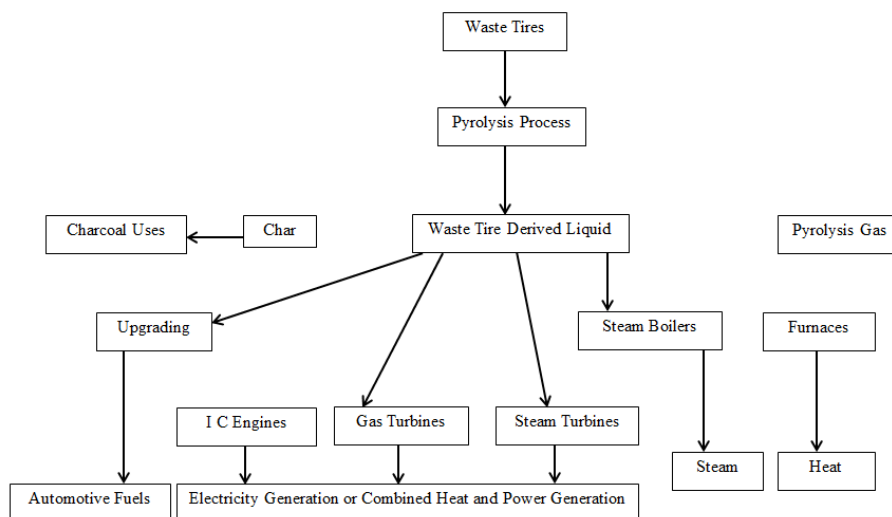 Waste Tires
Pyrolysis Process
Charcoal Uses
Char
Waste Tire Derived Liquid
Pyrolysis Gas
Upgrading
Steam Boilers
Furnaces
I C Engines
Gas Turbines
Steam Turbines
Steam
Heat
Automotive Fuels
Electricity Generation or Combined Heat and Power Generation